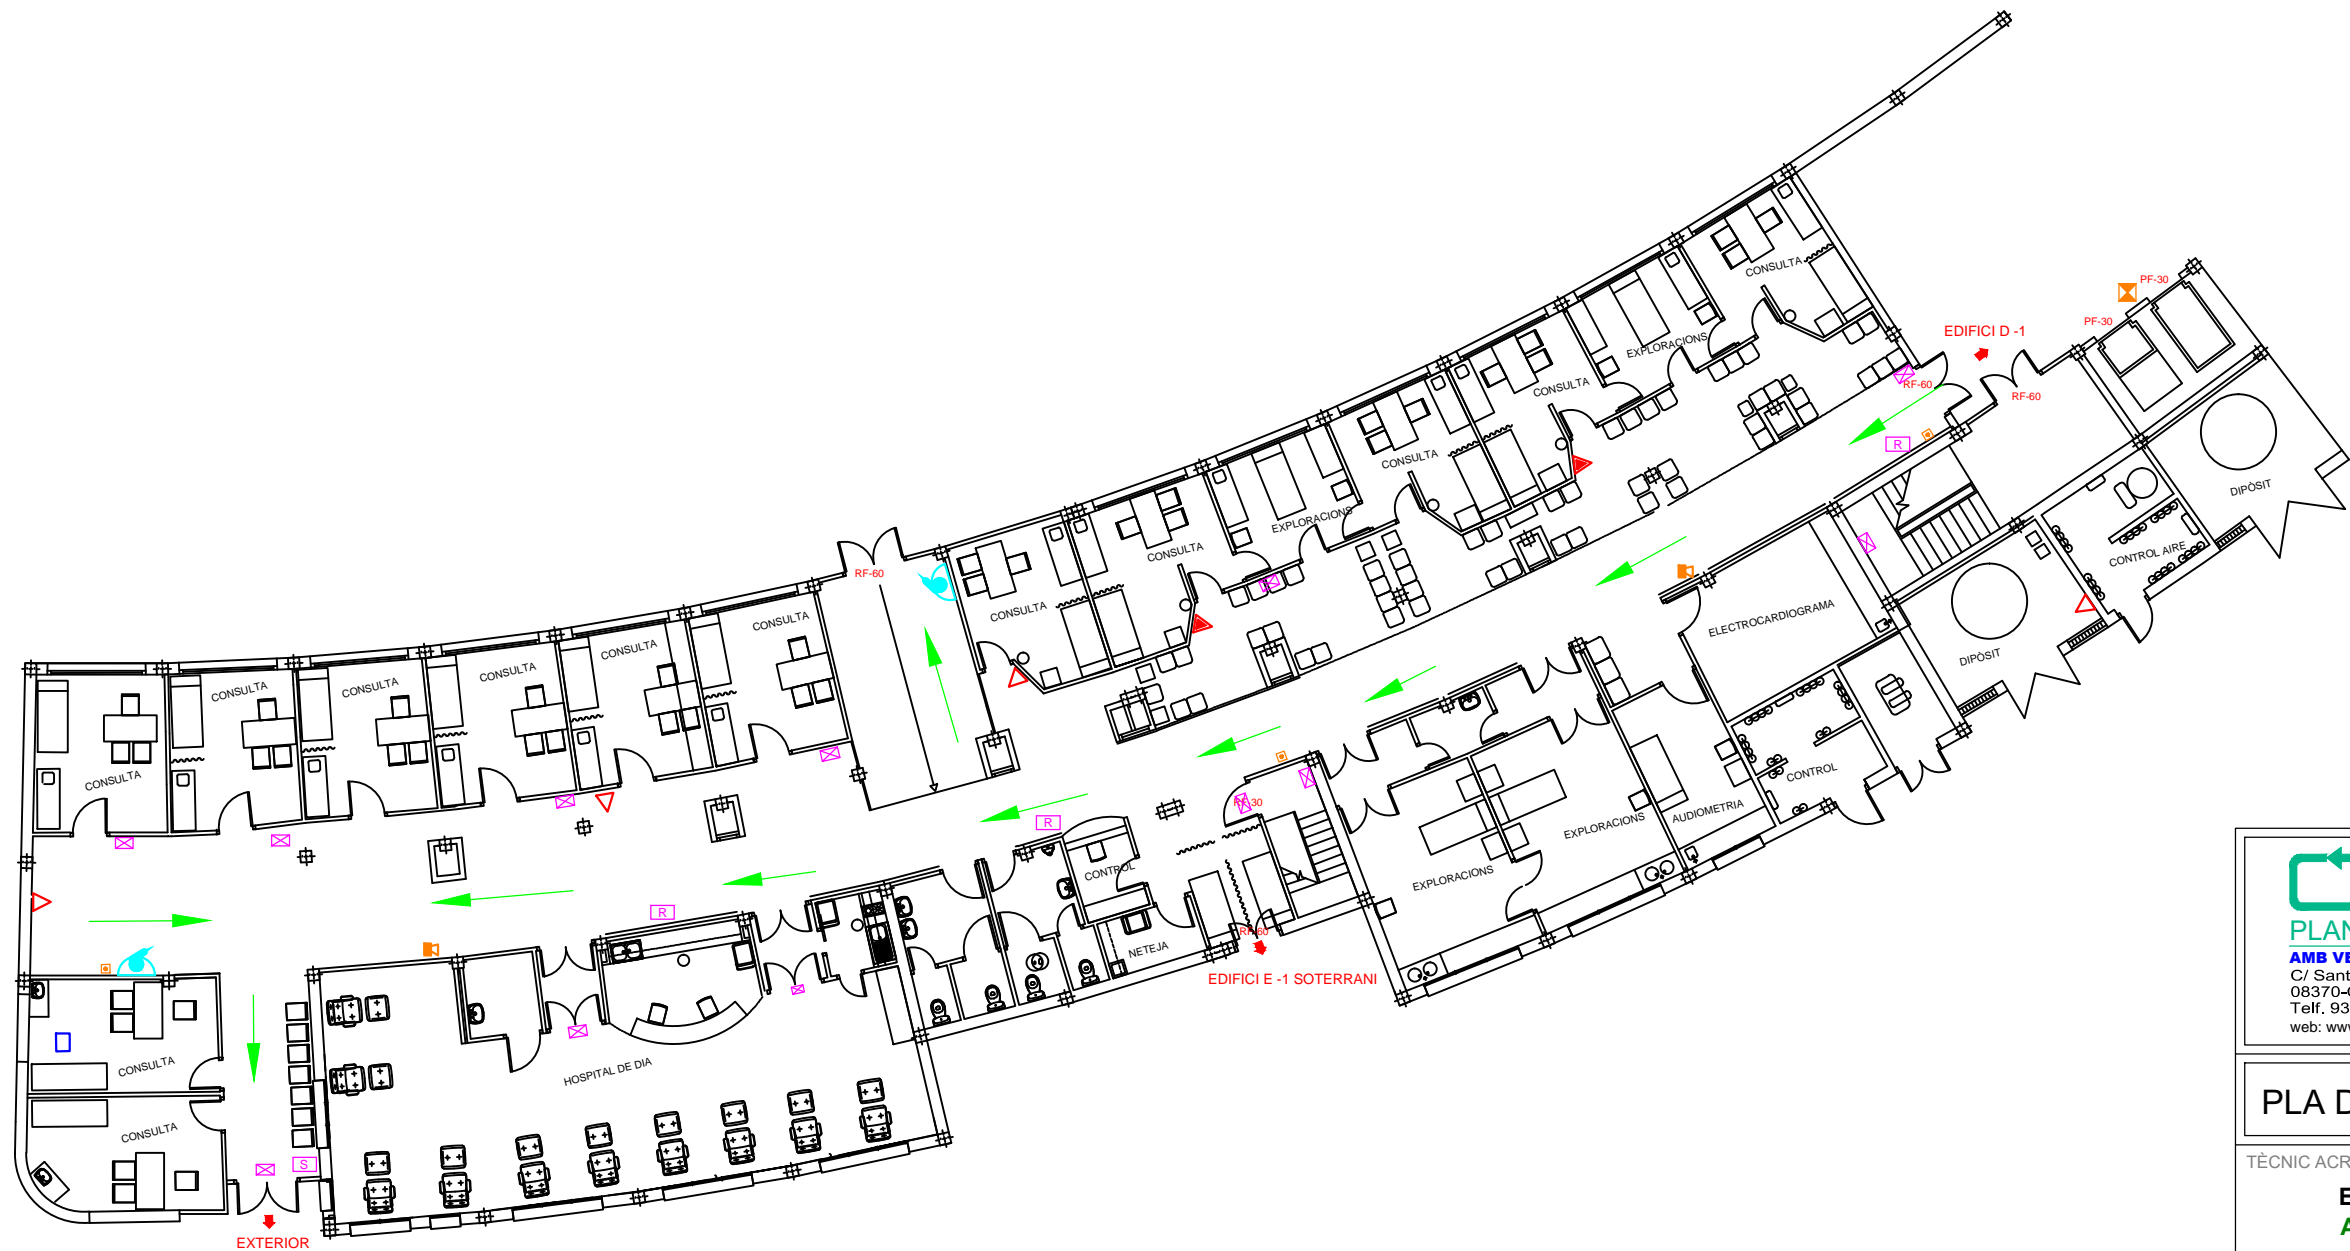 CONSULTA
EXPLORACIONS
CONSULTA
EXPLORACIONS
CONSULTA
CONSULTA
CONSULTA
EDIFICI D -1
PF-30
PF-30
RF-60
RF-60
R
DIPÒSIT
CONTROL AIRE
DIPÒSIT
ELECTROCARDIOGRAMA
CONTROL
AUDIOMETRIA
EXPLORACIONS
EXPLORACIONS
RF-60
CONSULTA
CONSULTA
CONSULTA
CONSULTA
CONSULTA
CONSULTA
R
CONTROL
RF-30
RF-60
NETEJA
EDIFICI E -1 SOTERRANI
R
HOSPITAL DE DIA
CONSULTA
CONSULTA
S
EXTERIOR
PLAN
AMB VE
C/ Sant
08370-
Telf. 93
web: www
PLA D
TÈCNIC ACR
E
A